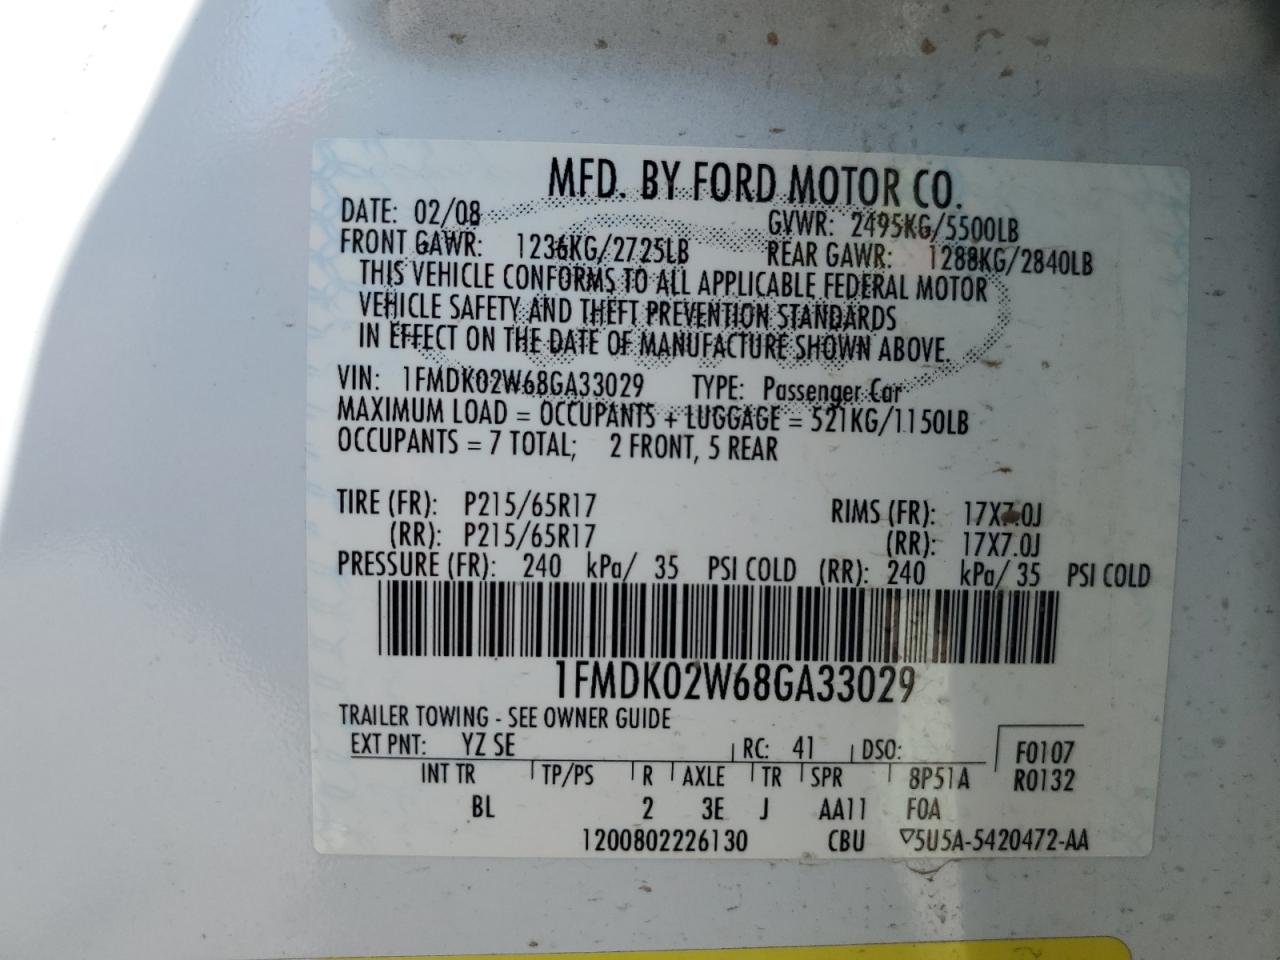 MFD. BY FORD MOTOR CO.
DATE: 02/08 GVWR: 2495KG/5500LB
FRONT GAWR: 1236KG/2725LB REAR GAWR: 1288KG/2840LB
THIS VEHICLE CONFORMS TO ALL APPLICABLE FEDERAL MOTOR
VEHICLE SAFETY AND THEFT PREVENTION STANDARDS
IN EFFECT ON THE DATE OF MANUFACTURE SHOWN ABOVE.
VIN: 1FMDK02W68GA33029 TYPE: Passenger Car
MAXIMUM LOAD = OCCUPANTS + LUGGAGE = 521KG/1150LB
OCCUPANTS = 7 TOTAL; 2 FRONT, 5 REAR
TIRE (FR): P215/65R17 RIMS (FR): 17X7.0J
(RR): P215/65R17 (RR): 17X7.0J
PRESSURE (FR): 240 kPa/ 35 PSI COLD (RR): 240 kPa/ 35 PSI COLD
1FMDK02W68GA33029
TRAILER TOWING - SEE OWNER GUIDE
EXT PNT: YZ SE RC: 41 DSO: F0107
INT TR TP/PS R AXLE TR SPR 8P51A R0132
BL 2 3E J AA11 F0A
1200802226130 CBU ▽5U5A-5420472-AA